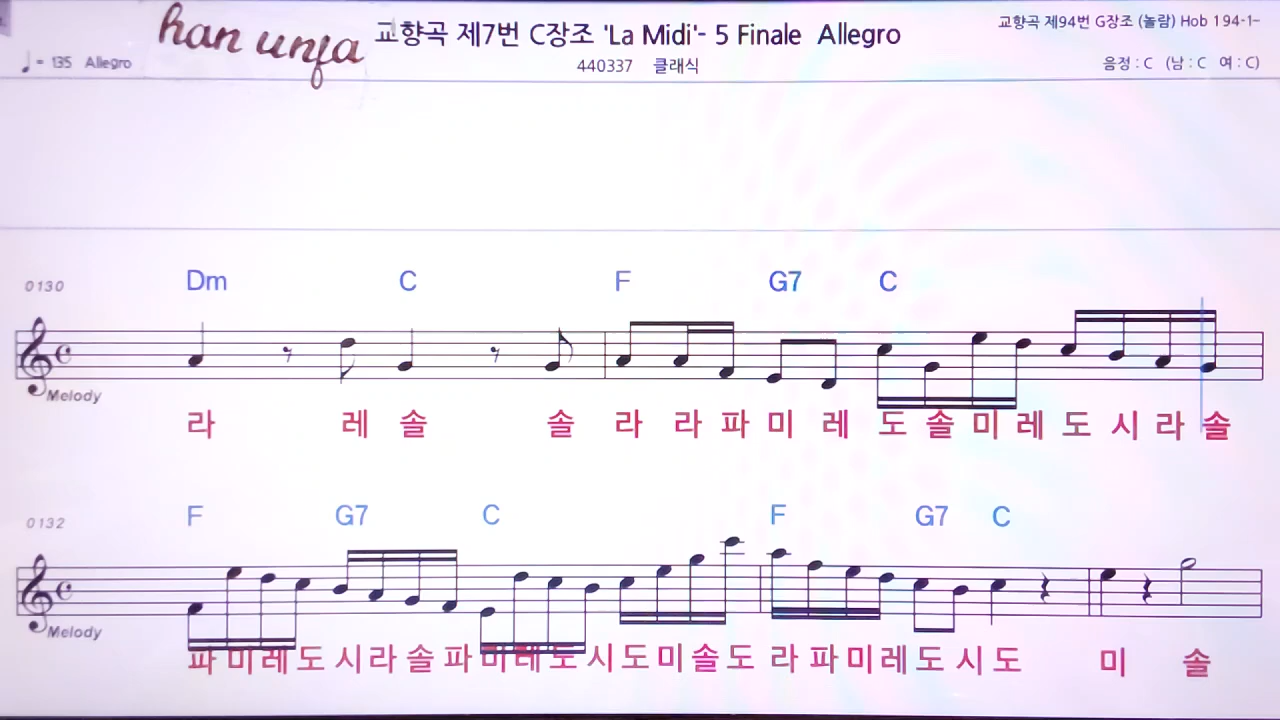 han unfa 교향곡 제7번 C장조 'La Midi'- 5 Finale Allegro
교향곡 제94번 G장조 (놀람) Hob 1 94-1-
♩ = 135 Allegro
440337 클래식
음정 : C (남 : C 여 : C)
0130
Dm C F G7 C
Melody
라 레 솔 솔 라 라 파 미 레 도 솔 미 레 도 시 라 솔
0132
F G7 C F G7 C
Melody
파 미 레 도 시 라 솔 파 미 레 도 시 도 미 솔 도 라 파 미 레 도 시 도 미 솔